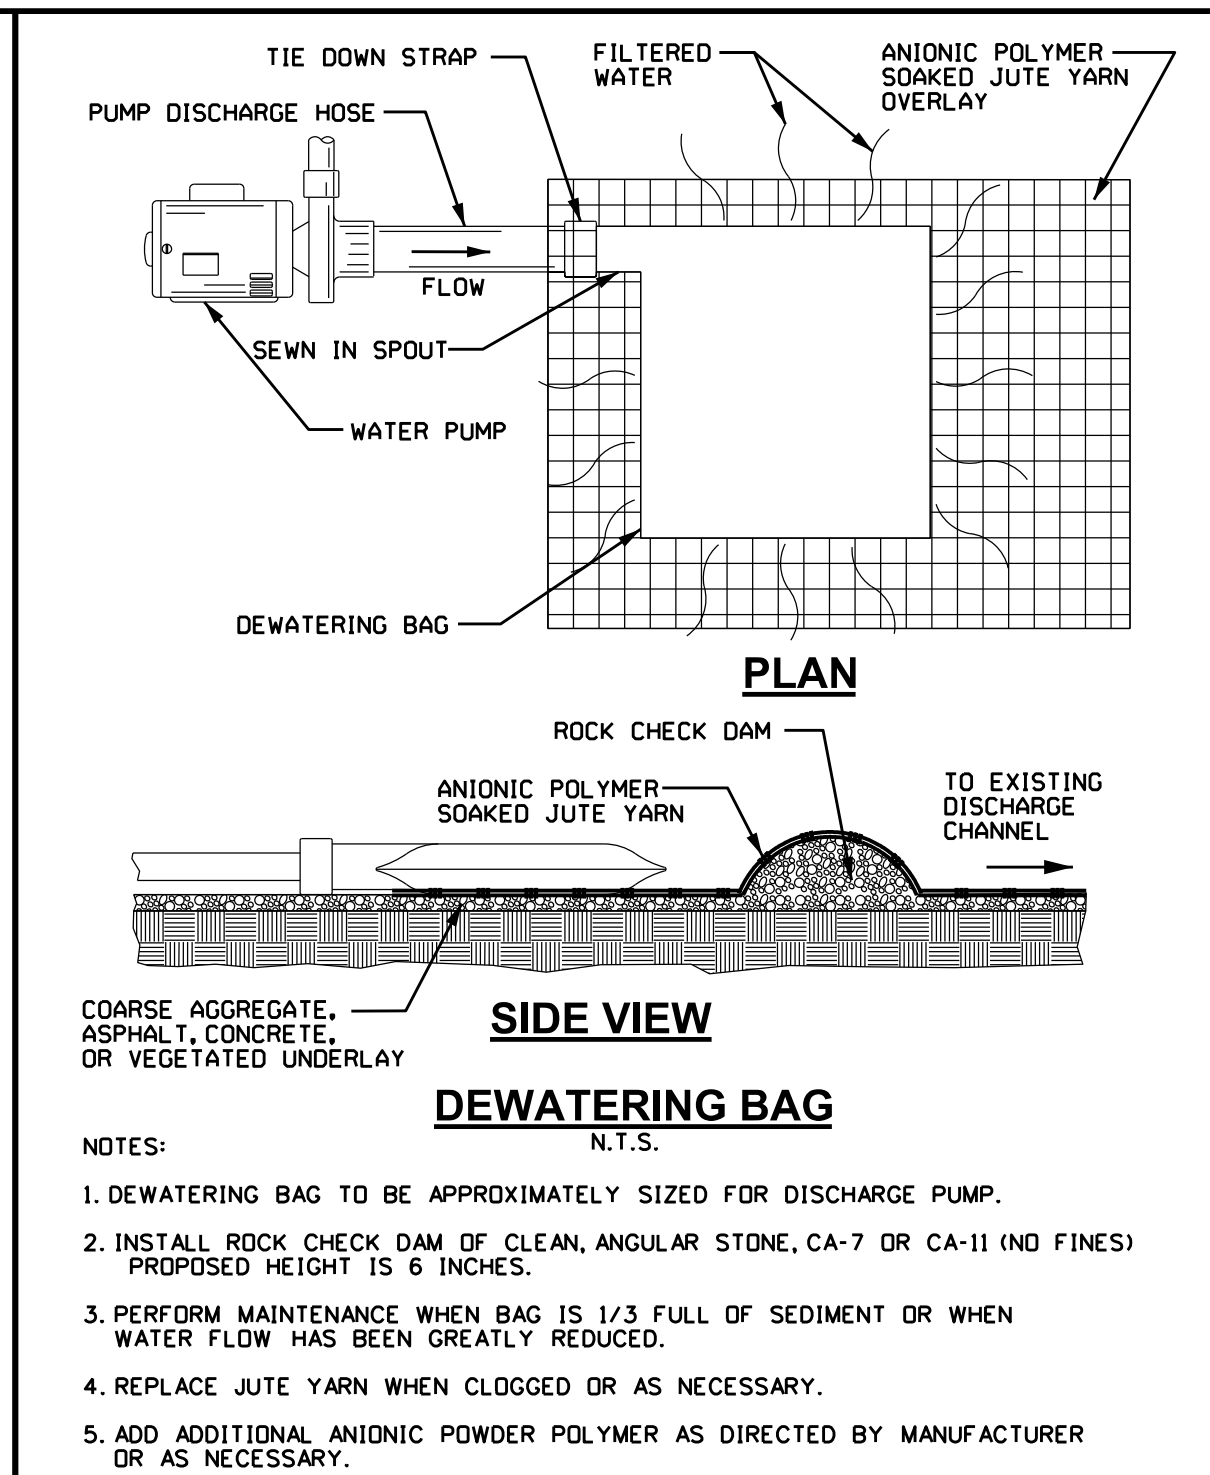 TIE DOWN STRAP
FILTERED
WATER
ANIONIC POLYMER
SOAKED JUTE YARN
OVERLAY
PUMP DISCHARGE HOSE
FLOW
SEWN IN SPOUT
WATER PUMP
DEWATERING BAG
PLAN
ROCK CHECK DAM
ANIONIC POLYMER
SOAKED JUTE YARN
TO EXISTING
DISCHARGE
CHANNEL
COARSE AGGREGATE,
ASPHALT, CONCRETE,
OR VEGETATED UNDERLAY
SIDE VIEW
DEWATERING BAG
N.T.S.
NOTES:
1. DEWATERING BAG TO BE APPROXIMATELY SIZED FOR DISCHARGE PUMP.
2. INSTALL ROCK CHECK DAM OF CLEAN, ANGULAR STONE, CA-7 OR CA-11 (NO FINES)
PROPOSED HEIGHT IS 6 INCHES.
3. PERFORM MAINTENANCE WHEN BAG IS 1/3 FULL OF SEDIMENT OR WHEN
WATER FLOW HAS BEEN GREATLY REDUCED.
4. REPLACE JUTE YARN WHEN CLOGGED OR AS NECESSARY.
5. ADD ADDITIONAL ANIONIC POWDER POLYMER AS DIRECTED BY MANUFACTURER
OR AS NECESSARY.